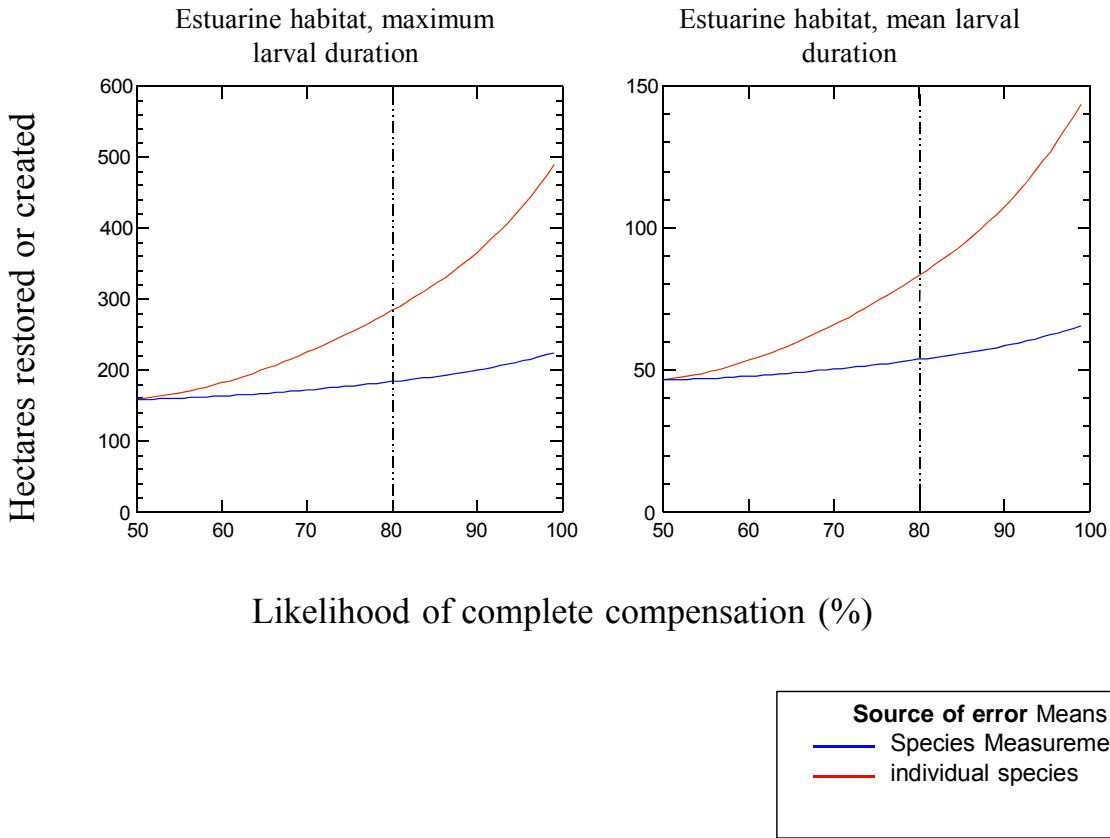 Estuarine habitat, maximum
larval duration
Estuarine habitat, mean larval
duration
Hectares restored or created
600
500
400
300
200
100
0
50 60 70 80 90 100
150
100
50
0
50 60 70 80 90 100
Likelihood of complete compensation (%)
Source of error Means
Species Measureme
individual species